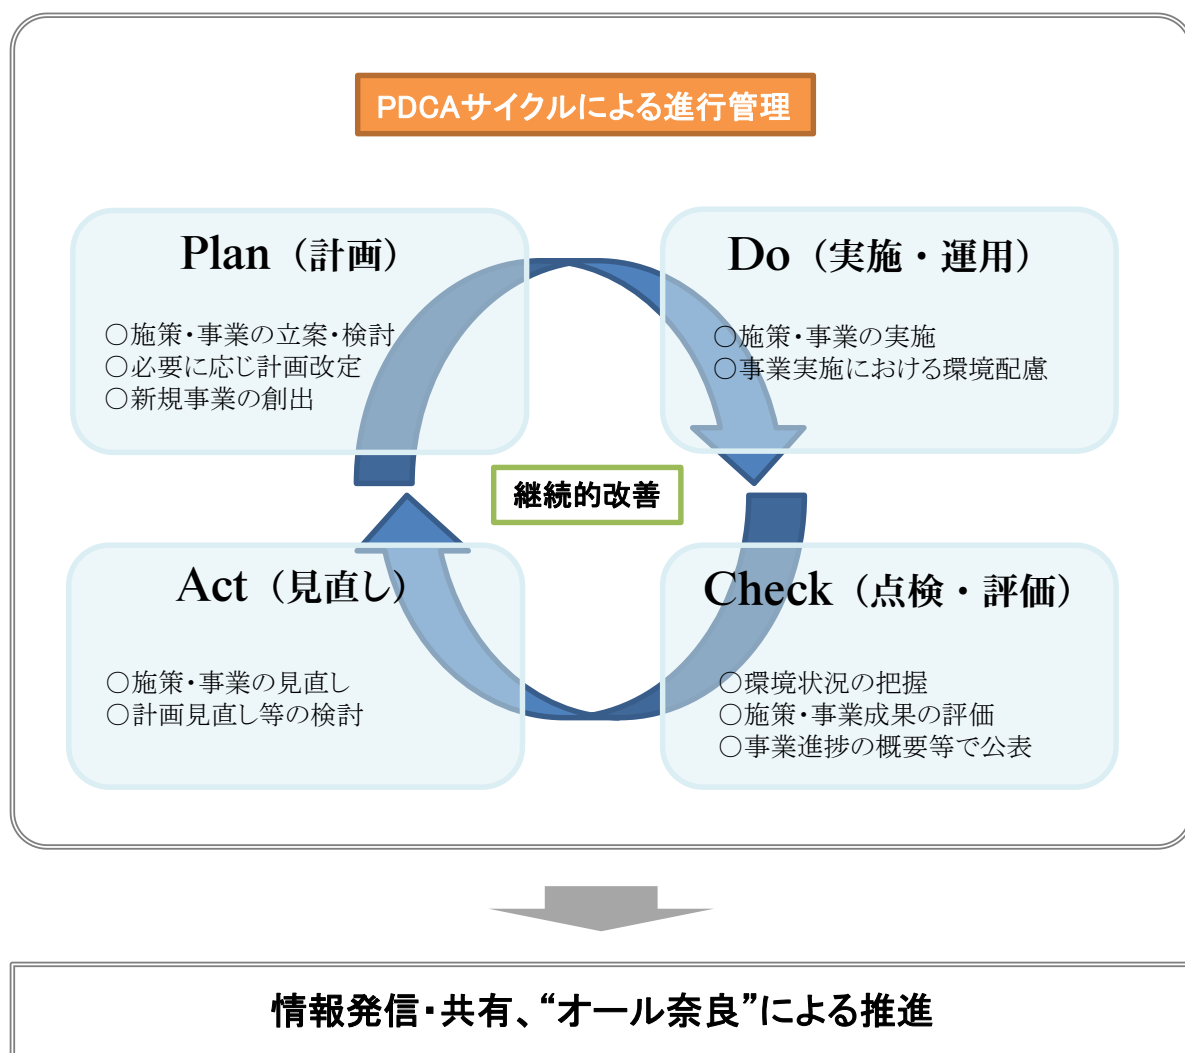 PDCAサイクルによる進行管理
Plan（計画）
○施策・事業の立案・検討
○必要に応じ計画改定
○新規事業の創出
Do（実施・運用）
○施策・事業の実施
○事業実施における環境配慮
継続的改善
Act（見直し）
○施策・事業の見直し
○計画見直し等の検討
Check（点検・評価）
○環境状況の把握
○施策・事業成果の評価
○事業進捗の概要等で公表
情報発信・共有、“オール奈良”による推進